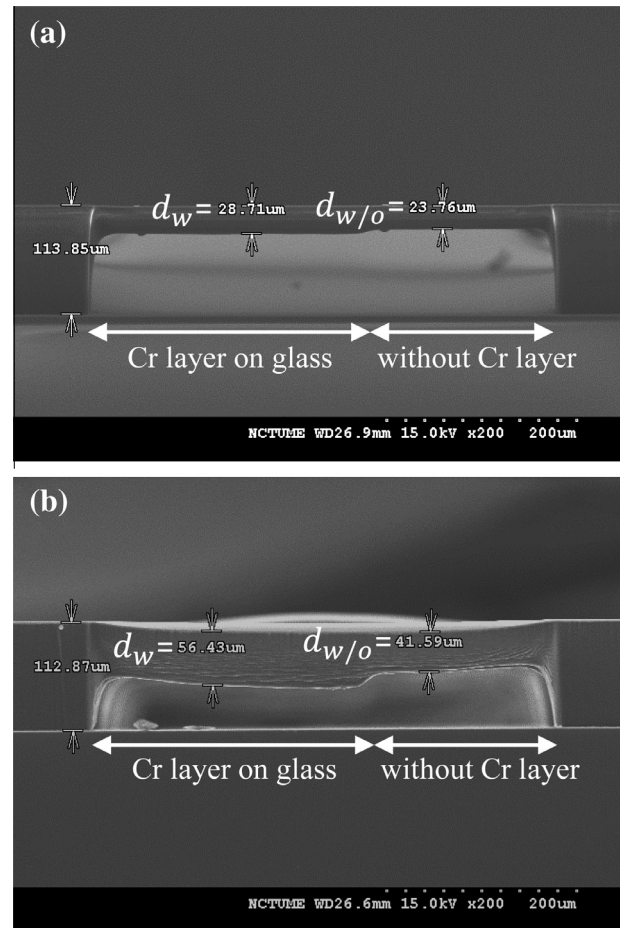 (a)
d_w = 28.71um d_w/o = 23.76um
113.85um
Cr layer on glass without Cr layer
NCTUME WD26.9mm 15.0kV x200 200um
(b)
d_w = 56.43um d_w/o = 41.59um
112.87um
Cr layer on glass without Cr layer
NCTUME WD26.6mm 15.0kV x200 200um